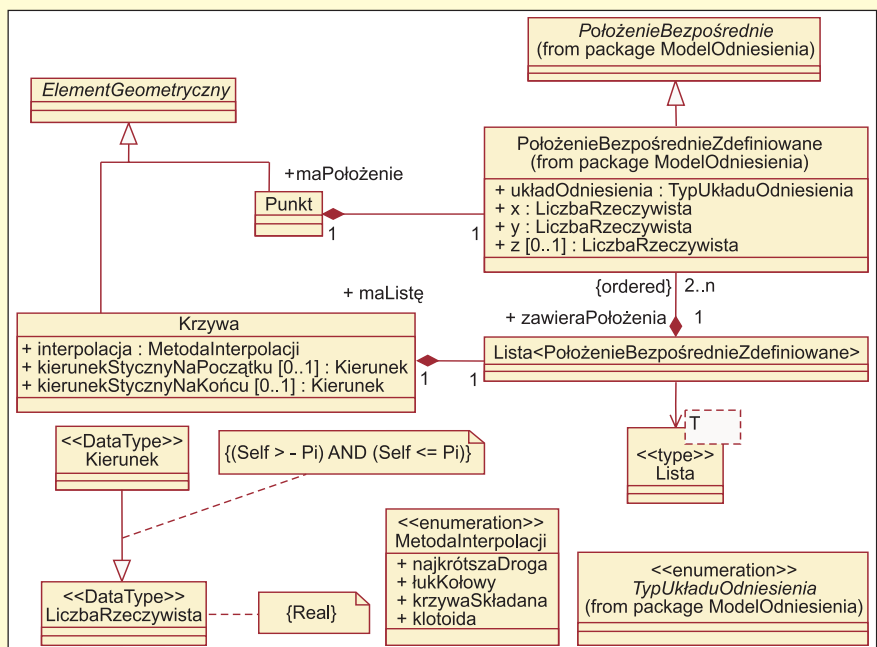 PołożenieBezpośrednie
(from package ModelOdniesienia)
ElementGeometryczny
PołożenieBezpośrednieZdefiniowane
(from package ModelOdniesienia)
+ układOdniesienia : TypUkładuOdniesienia
+ x : LiczbaRzeczywista
+ y : LiczbaRzeczywista
+ z [0..1] : LiczbaRzeczywista
+maPołożenie
Punkt
1
1
{ordered}
2..n
+ maListę
+ zawieraPołożenia
1
Krzywa
+ interpolacja : MetodaInterpolacji
+ kierunekStycznyNaPoczątku [0..1] : Kierunek
+ kierunekStycznyNaKońcu [0..1] : Kierunek
1
1
Lista<PołożenieBezpośrednieZdefiniowane>
T
<<type>>
Lista
<<DataType>>
Kierunek
{(Self > - Pi) AND (Self <= Pi)}
<<DataType>>
LiczbaRzeczywista
{Real}
<<enumeration>>
MetodaInterpolacji
+ najkrótszaDroga
+ łukKołowy
+ krzywaSkładana
+ klotoida
<<enumeration>>
TypUkładuOdniesienia
(from package ModelOdniesienia)